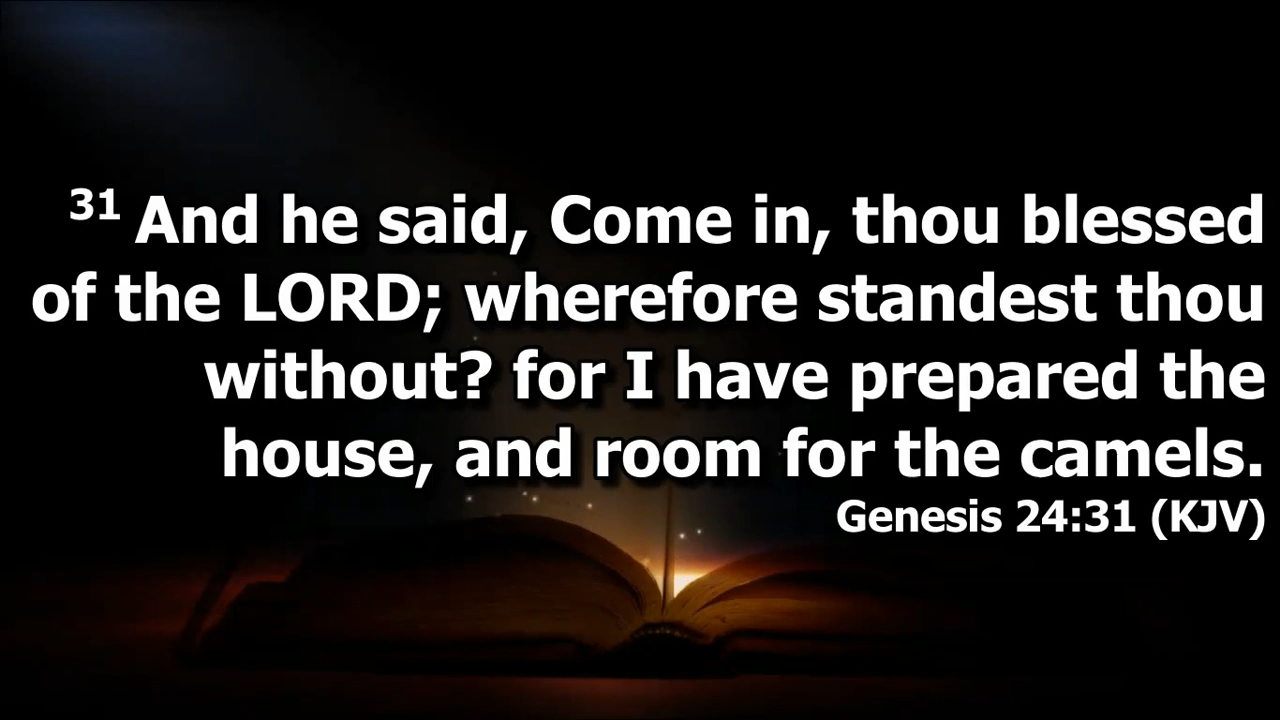 31 And he said, Come in, thou blessed
of the LORD; wherefore standest thou
without? for I have prepared the
house, and room for the camels.
Genesis 24:31 (KJV)